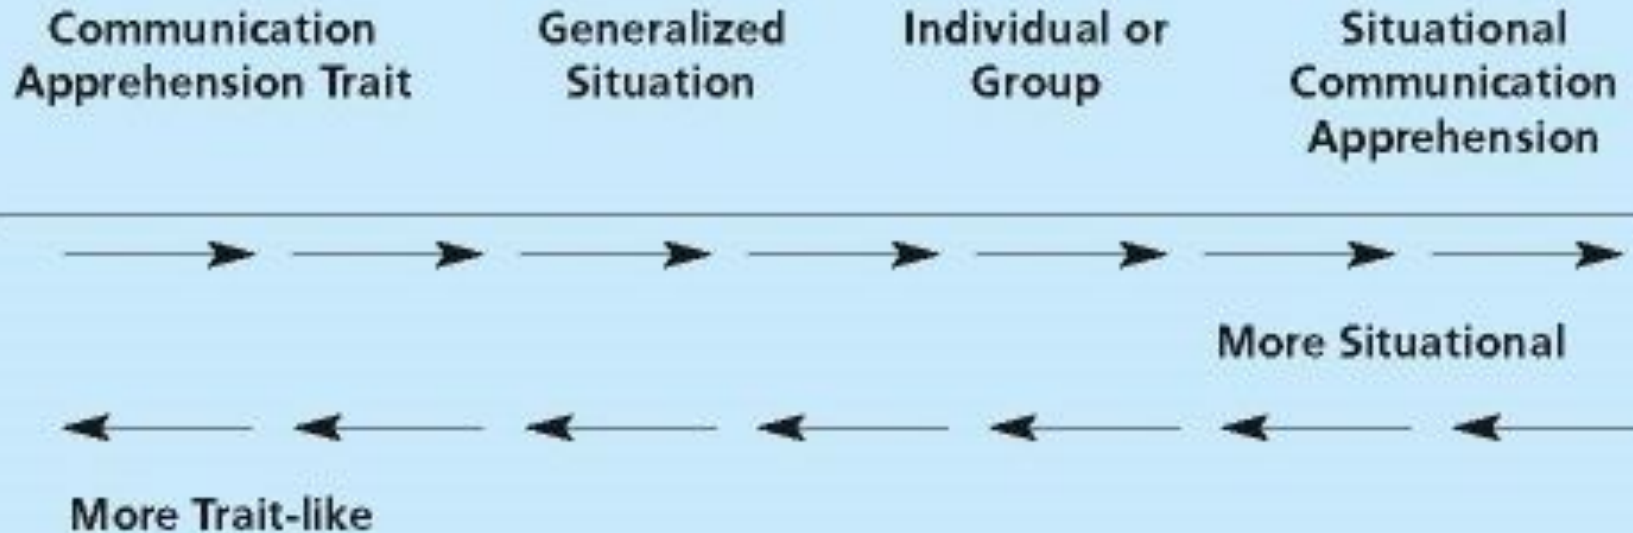 Communication
Apprehension Trait
Generalized
Situation
Individual or
Group
Situational
Communication
Apprehension
More Situational
More Trait-like